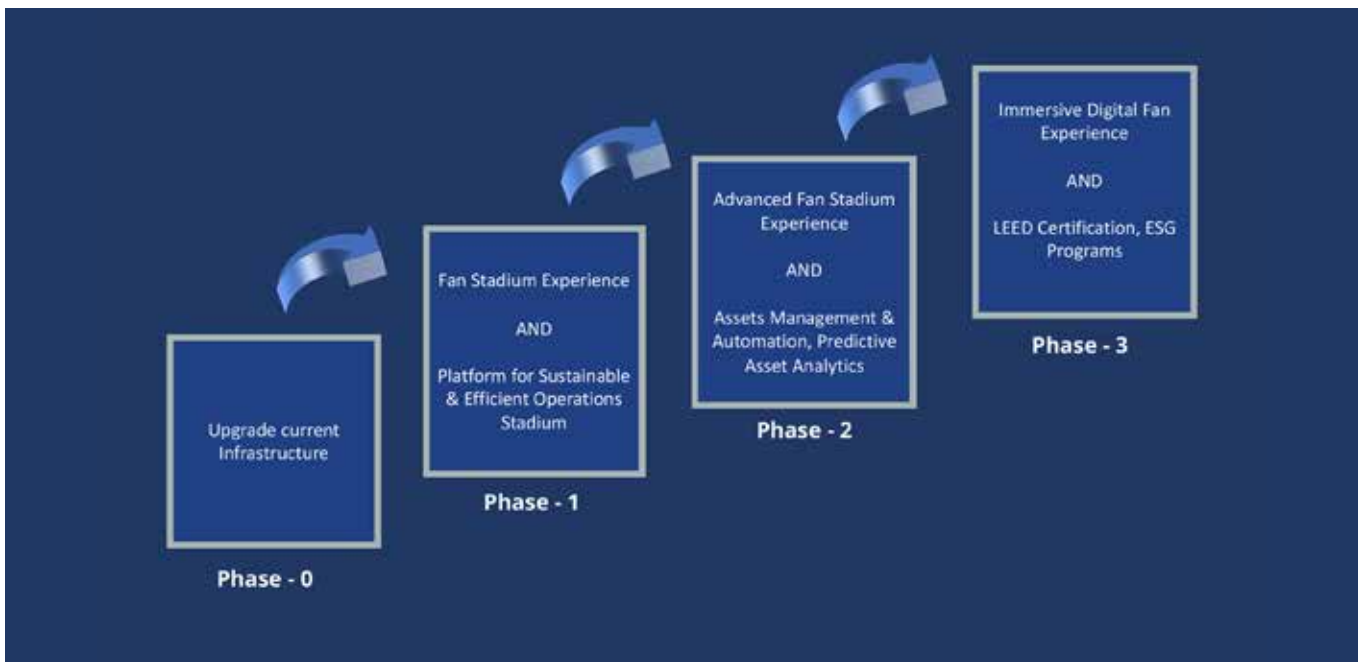 Upgrade current
Infrastructure
Phase - 0
Fan Stadium Experience
AND
Platform for Sustainable
& Efficient Operations
Stadium
Phase - 1
Advanced Fan Stadium
Experience
AND
Assets Management &
Automation, Predictive
Asset Analytics
Phase - 2
Immersive Digital Fan
Experience
AND
LEED Certification, ESG
Programs
Phase - 3